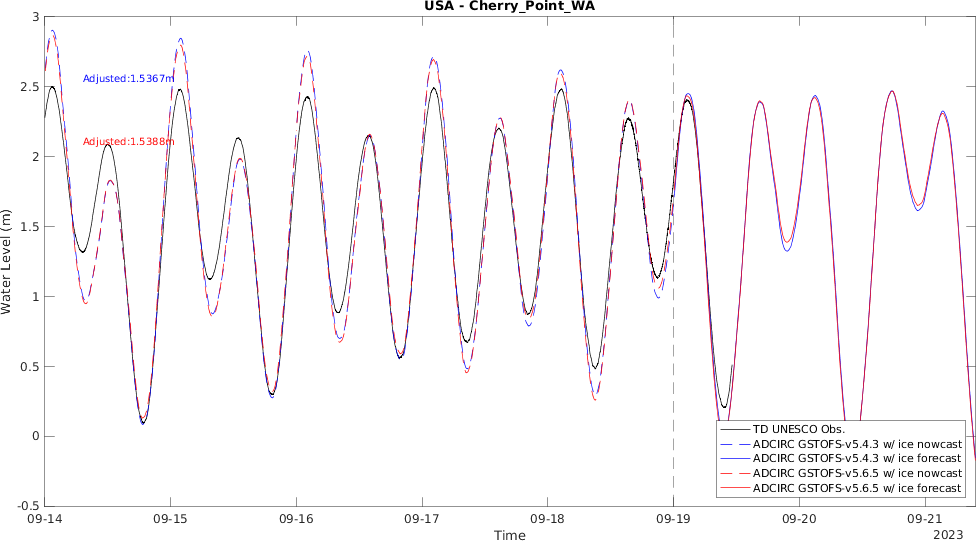 USA - Cherry_Point_WA
3
2.5
2
1.5
1
0.5
0
-0.5
Water Level (m)
Adjusted:1.5367m
Adjusted:1.5388m
TD UNESCO Obs.
ADCIRC GSTOFS-v5.4.3 w/ ice nowcast
ADCIRC GSTOFS-v5.4.3 w/ ice forecast
ADCIRC GSTOFS-v5.6.5 w/ ice nowcast
ADCIRC GSTOFS-v5.6.5 w/ ice forecast
09-14 09-15 09-16 09-17 09-18 09-19 09-20 09-21
Time
2023